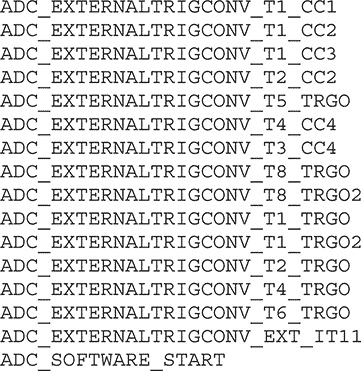 ADC_EXTERNALTRIGCONV_T1_CC1
ADC_EXTERNALTRIGCONV_T1_CC2
ADC_EXTERNALTRIGCONV_T1_CC3
ADC_EXTERNALTRIGCONV_T2_CC2
ADC_EXTERNALTRIGCONV_T5_TRGO
ADC_EXTERNALTRIGCONV_T4_CC4
ADC_EXTERNALTRIGCONV_T3_CC4
ADC_EXTERNALTRIGCONV_T8_TRGO
ADC_EXTERNALTRIGCONV_T8_TRGO2
ADC_EXTERNALTRIGCONV_T1_TRGO
ADC_EXTERNALTRIGCONV_T1_TRGO2
ADC_EXTERNALTRIGCONV_T2_TRGO
ADC_EXTERNALTRIGCONV_T4_TRGO
ADC_EXTERNALTRIGCONV_T6_TRGO
ADC_EXTERNALTRIGCONV_EXT_IT11
ADC_SOFTWARE_START